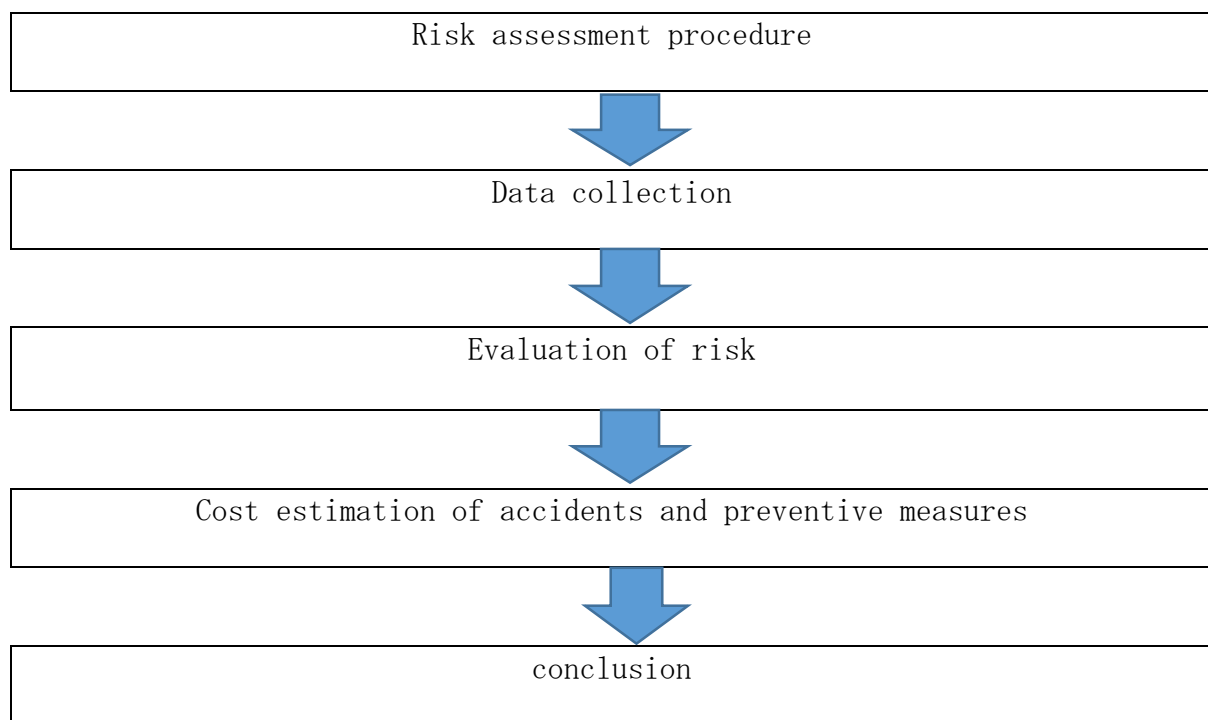 Risk assessment procedure
Data collection
Evaluation of risk
Cost estimation of accidents and preventive measures
conclusion